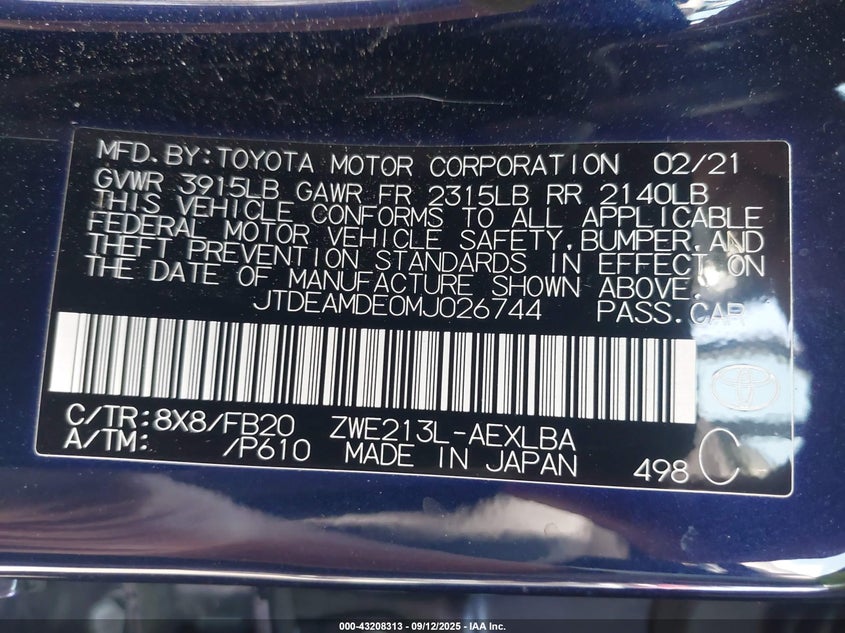 MFD.BY:TOYOTA MOTOR CORPORATION 02/21
GVWR 3915LB GAWR FR 2315LB RR 2140LB
THIS VEHICLE CONFORMS TO ALL APPLICABLE
FEDERAL MOTOR VEHICLE SAFETY,BUMPER,AND
THEFT PREVENTION STANDARDS IN EFFECT ON
THE DATE OF MANUFACTURE SHOWN ABOVE.
JTDEAMDE0MJ026744 PASS.CAR
C/TR:8X8/FB20 ZWE213L-AEXLBA
A/TM: /P610 MADE IN JAPAN 498 C
000-43208313 - 09/12/2025 - IAA Inc.